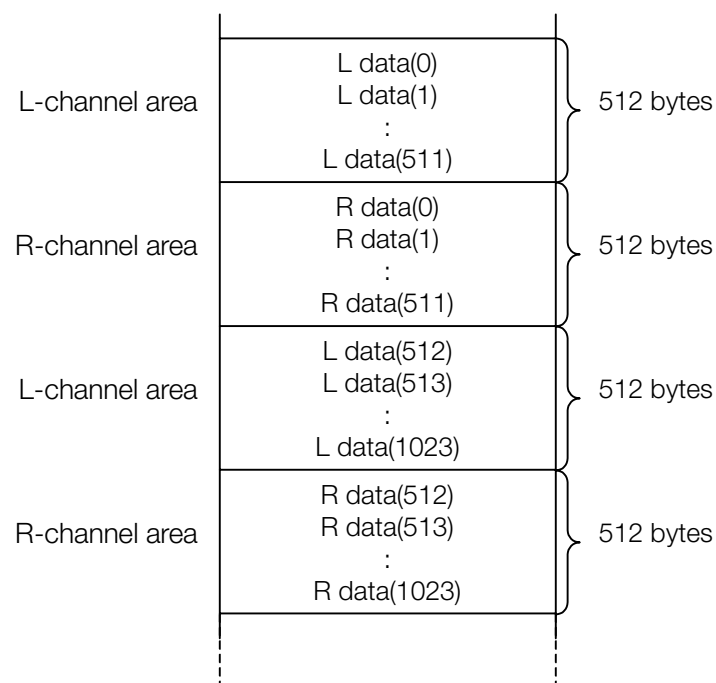 L data(0)
L-channel area
L data(1)
512 bytes
:
L data(511)
R data(0)
R-channel area
R data(1)
512 bytes
:
R data(511)
L data(512)
L-channel area
L data(513)
512 bytes
:
L data(1023)
R data(512)
R-channel area
R data(513)
512 bytes
:
R data(1023)